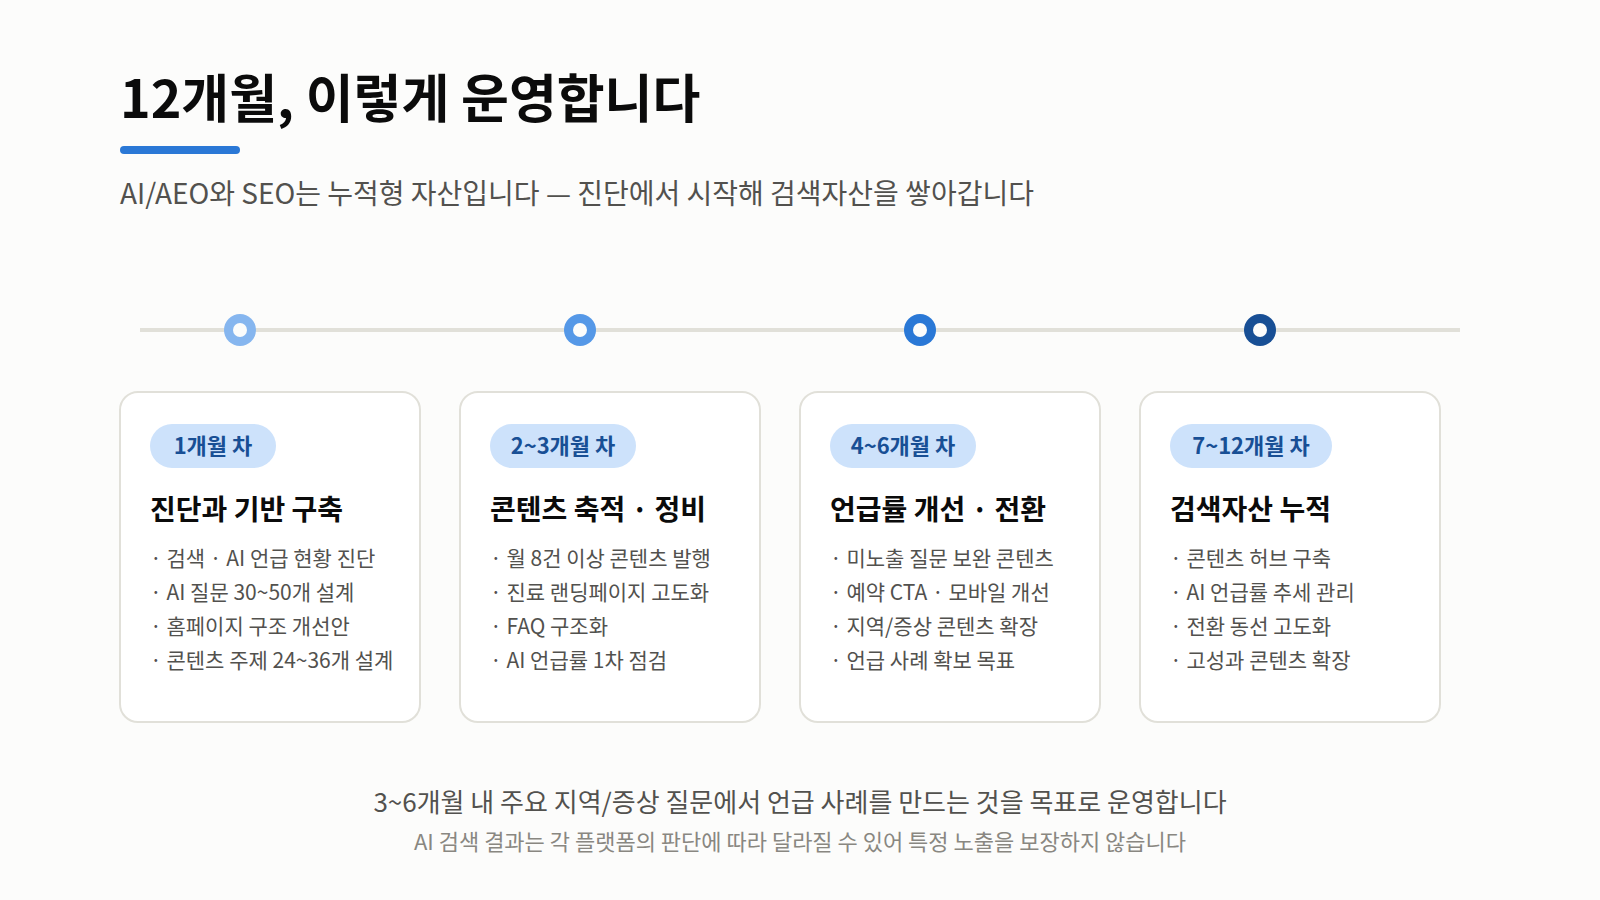 12개월, 이렇게 운영합니다
AI/AEO와 SEO는 누적형 자산입니다 — 진단에서 시작해 검색자산을 쌓아갑니다
1개월 차
진단과 기반 구축
· 검색 · AI 언급 현황 진단
· AI 질문 30~50개 설계
· 홈페이지 구조 개선안
· 콘텐츠 주제 24~36개 설계
2~3개월 차
콘텐츠 축적 · 정비
· 월 8건 이상 콘텐츠 발행
· 진료 랜딩페이지 고도화
· FAQ 구조화
· AI 언급률 1차 점검
4~6개월 차
언급률 개선 · 전환
· 미노출 질문 보완 콘텐츠
· 예약 CTA · 모바일 개선
· 지역/증상 콘텐츠 확장
· 언급 사례 확보 목표
7~12개월 차
검색자산 누적
· 콘텐츠 허브 구축
· AI 언급률 추세 관리
· 전환 동선 고도화
· 고성과 콘텐츠 확장
3~6개월 내 주요 지역/증상 질문에서 언급 사례를 만드는 것을 목표로 운영합니다
AI 검색 결과는 각 플랫폼의 판단에 따라 달라질 수 있어 특정 노출을 보장하지 않습니다